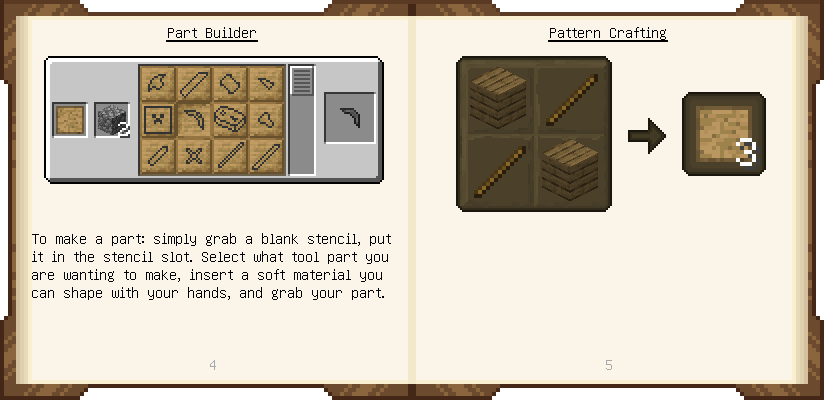 Part Builder
2
To make a part: simply grab a blank stencil, put
it in the stencil slot. Select what tool part you
are wanting to make, insert a soft material you
can shape with your hands, and grab your part.
4
Pattern Crafting
3
5